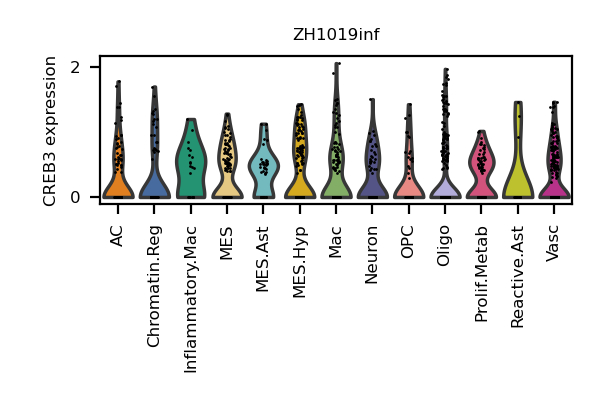 ZH1019inf
CREB3 expression
2
0
AC
Chromatin.Reg
Inflammatory.Mac
MES
MES.Ast
MES.Hyp
Mac
Neuron
OPC
Oligo
Prolif.Metab
Reactive.Ast
Vasc